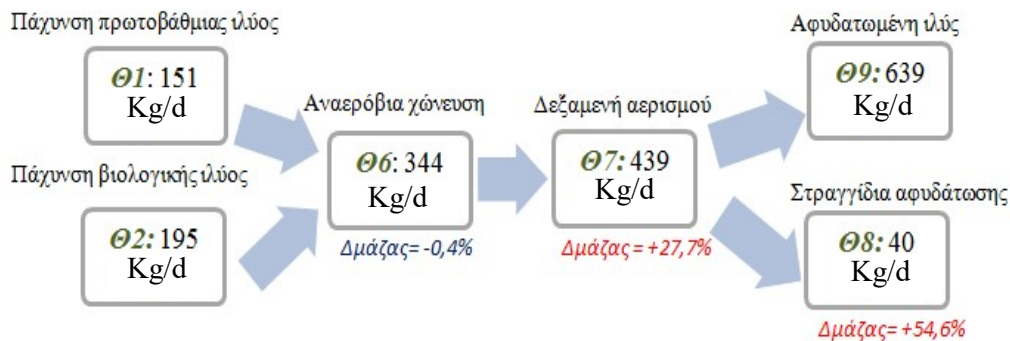 Πάχυνση πρωτοβάθμιας ιλύος
Θ1: 151
Kg/d
Πάχυνση βιολογικής ιλύος
Θ2: 195
Kg/d
Αναερόβια χώνευση
Θ6: 344
Kg/d
Δμάζας= -0,4%
Δεξαμενή αερισμού
Θ7: 439
Kg/d
Δμάζας = +27,7%
Αφυδατωμένη ιλύς
Θ9: 639
Kg/d
Στραγγίδια αφυδάτωσης
Θ8: 40
Kg/d
Δμάζας= +54,6%